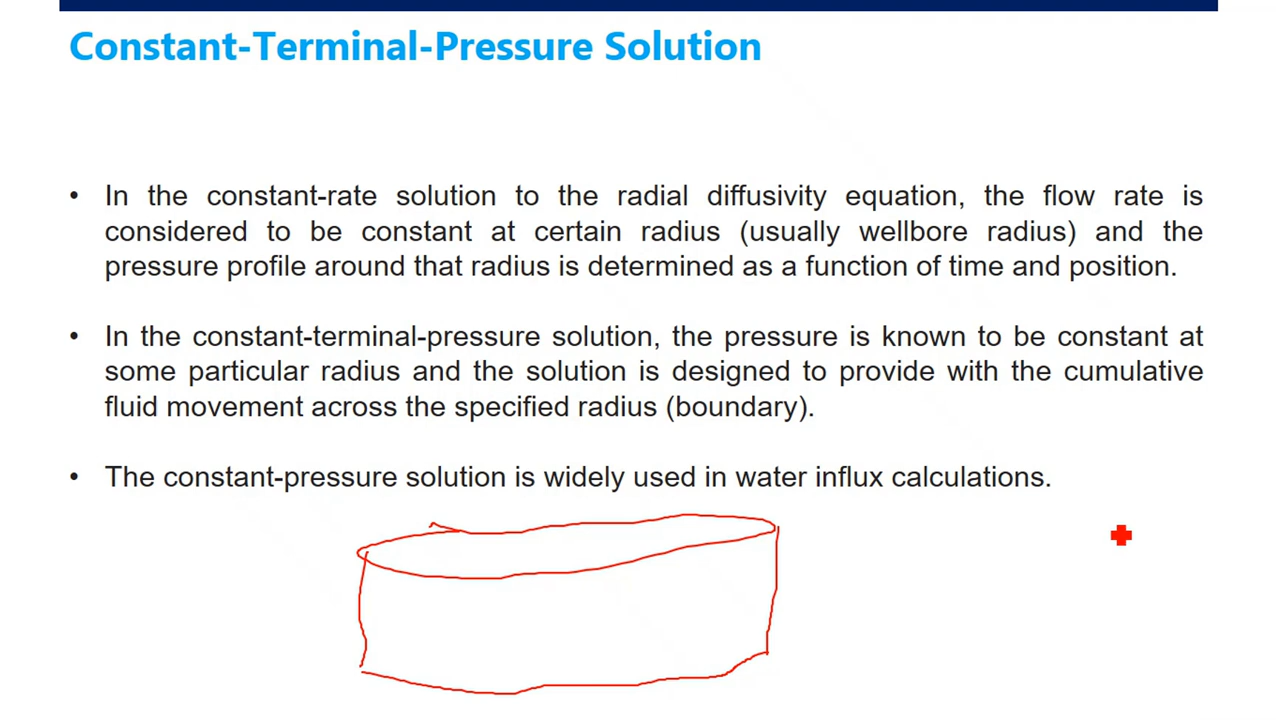 Constant-Terminal-Pressure Solution
• In the constant-rate solution to the radial diffusivity equation, the flow rate is
considered to be constant at certain radius (usually wellbore radius) and the
pressure profile around that radius is determined as a function of time and position.
• In the constant-terminal-pressure solution, the pressure is known to be constant at
some particular radius and the solution is designed to provide with the cumulative
fluid movement across the specified radius (boundary).
• The constant-pressure solution is widely used in water influx calculations.